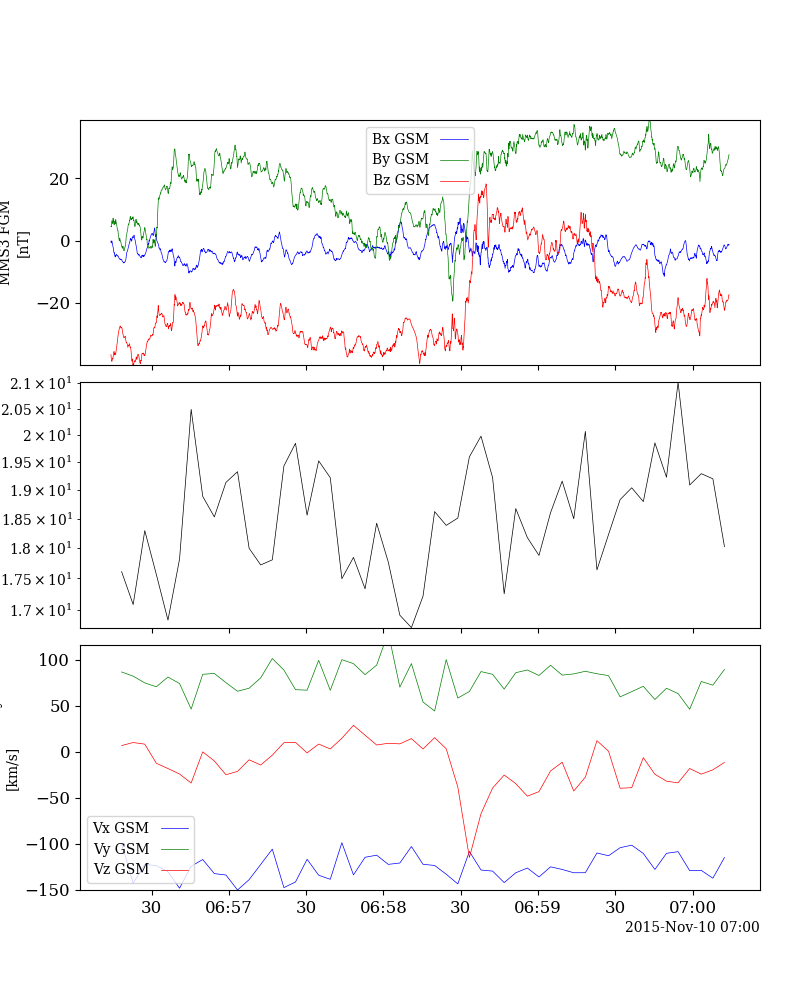 Bx GSM
By GSM
Bz GSM
MMS3 FGM
[nT]
20
0
−20
2.1 × 10¹
2.05 × 10¹
2 × 10¹
1.95 × 10¹
1.9 × 10¹
1.85 × 10¹
1.8 × 10¹
1.75 × 10¹
1.7 × 10¹
100
50
0
−50
−100
−150
[km/s]
Vx GSM
Vy GSM
Vz GSM
30 06:57 30 06:58 30 06:59 30 07:00
2015-Nov-10 07:00